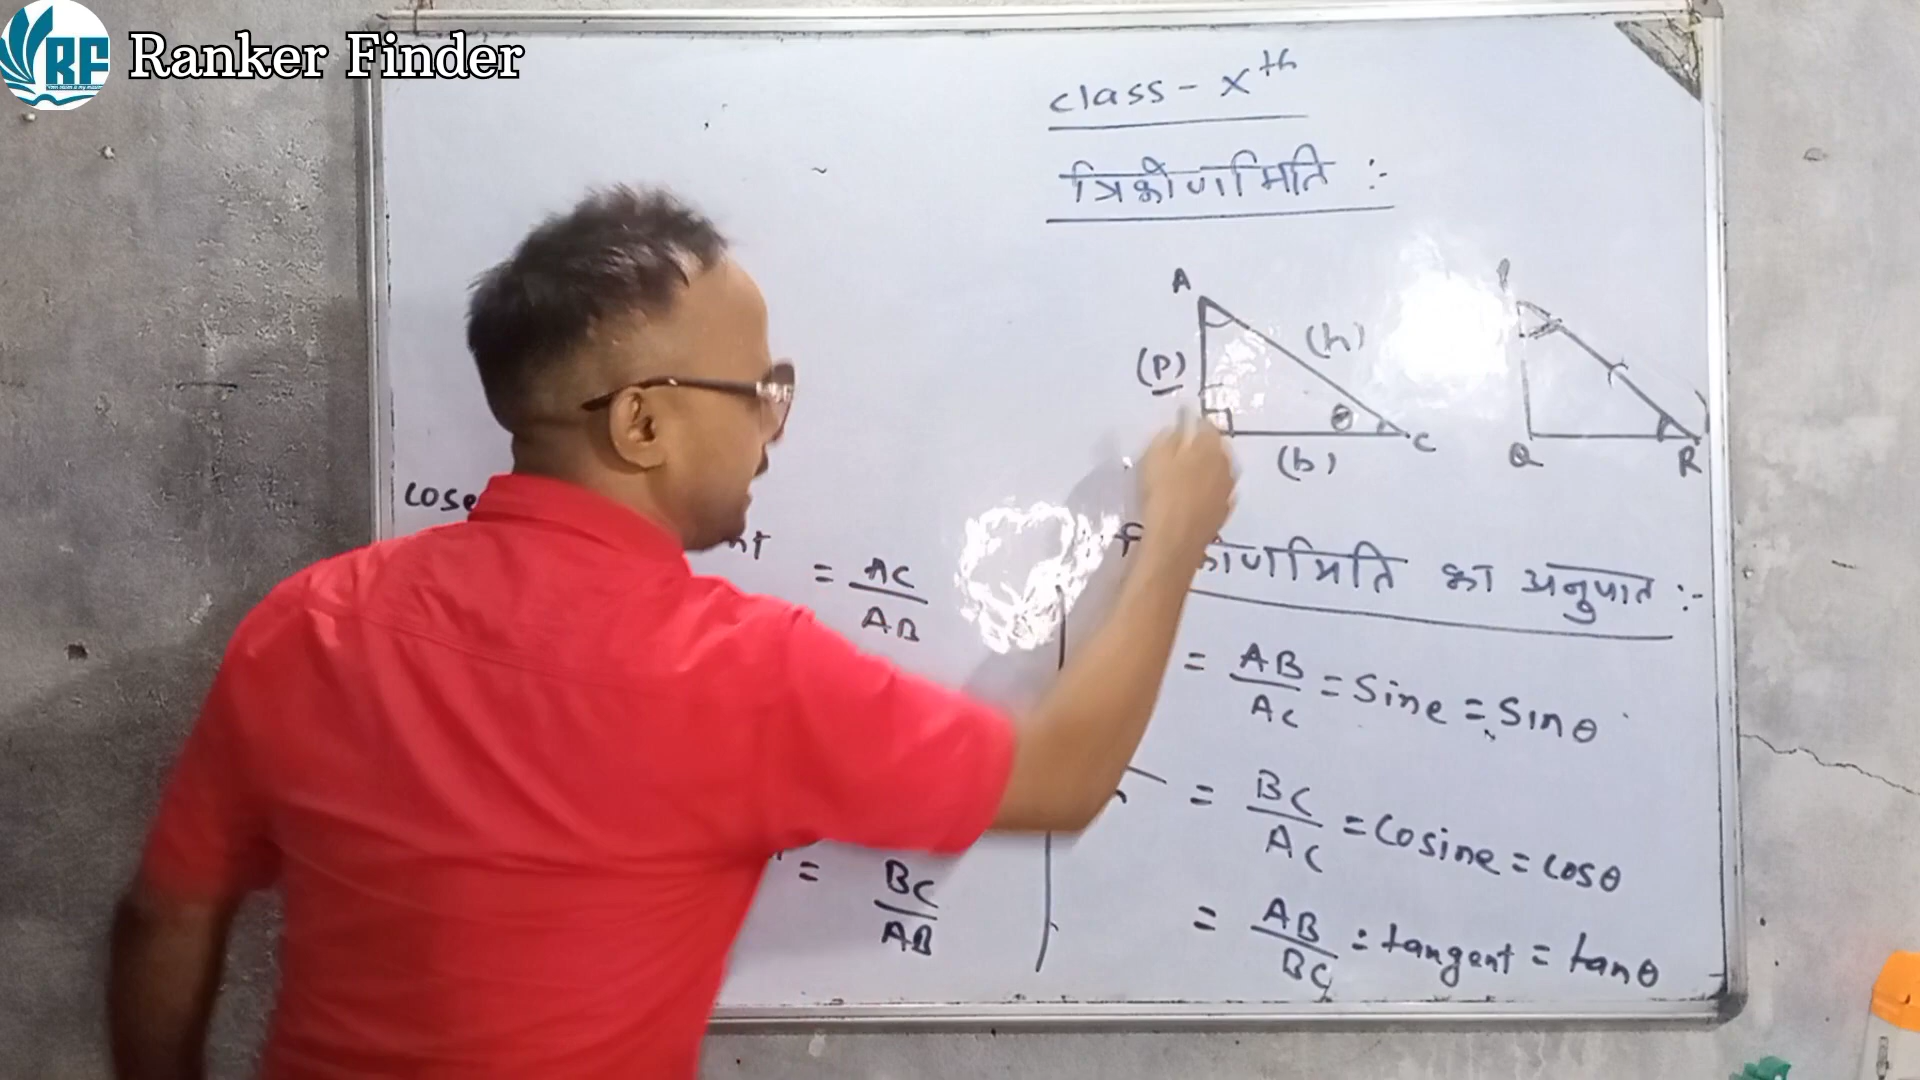 RF Ranker Finder
class - Xth
त्रिकोणमिति :-
A
(p)
(h)
θ
C
(b)
Q
R
= AC/AB
कोणमिति का अनुपात :-
= AB/AC = Sine = Sinθ
= BC/AC = Cosine = cosθ
= BC/AB
= AB/BC = tangent = tanθ